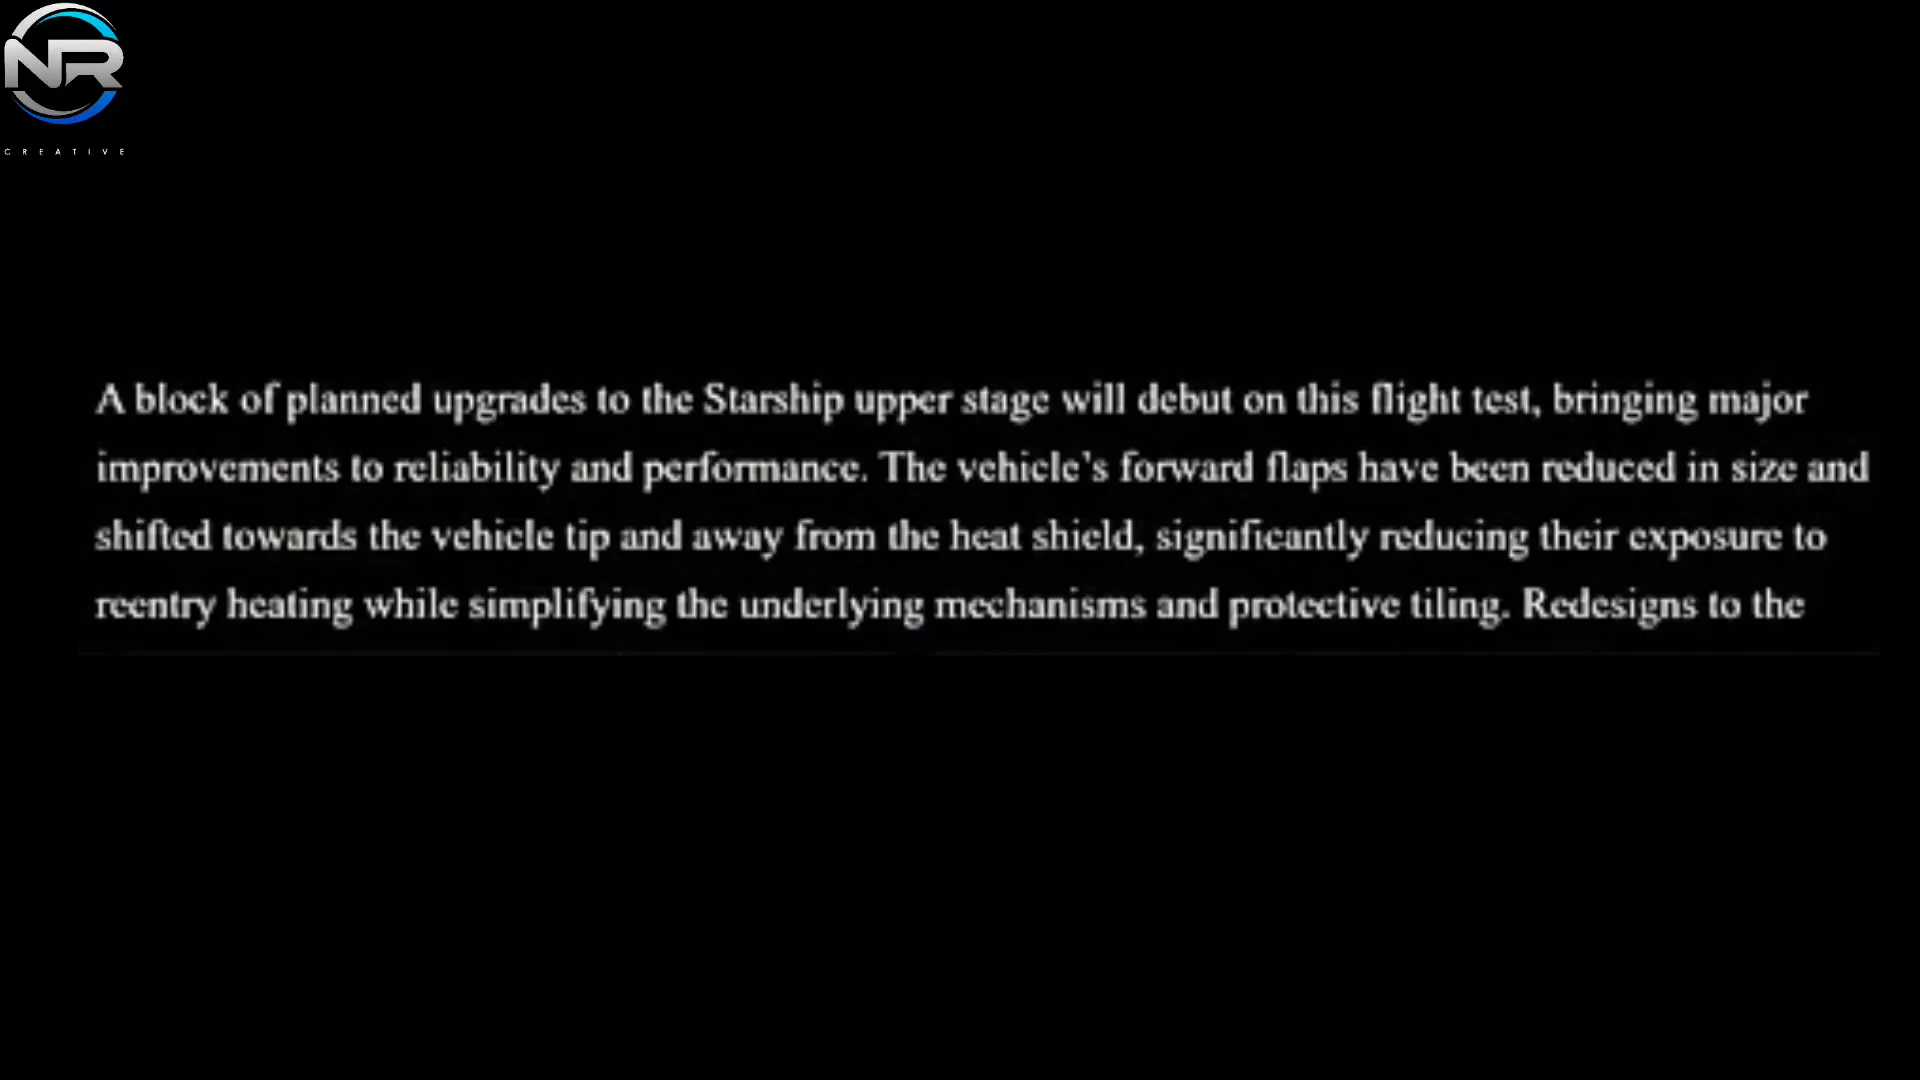 NR
CREATIVE
A block of planned upgrades to the Starship upper stage will debut on this flight test, bringing major
improvements to reliability and performance. The vehicle’s forward flaps have been reduced in size and
shifted towards the vehicle tip and away from the heat shield, significantly reducing their exposure to
reentry heating while simplifying the underlying mechanisms and protective tiling. Redesigns to the